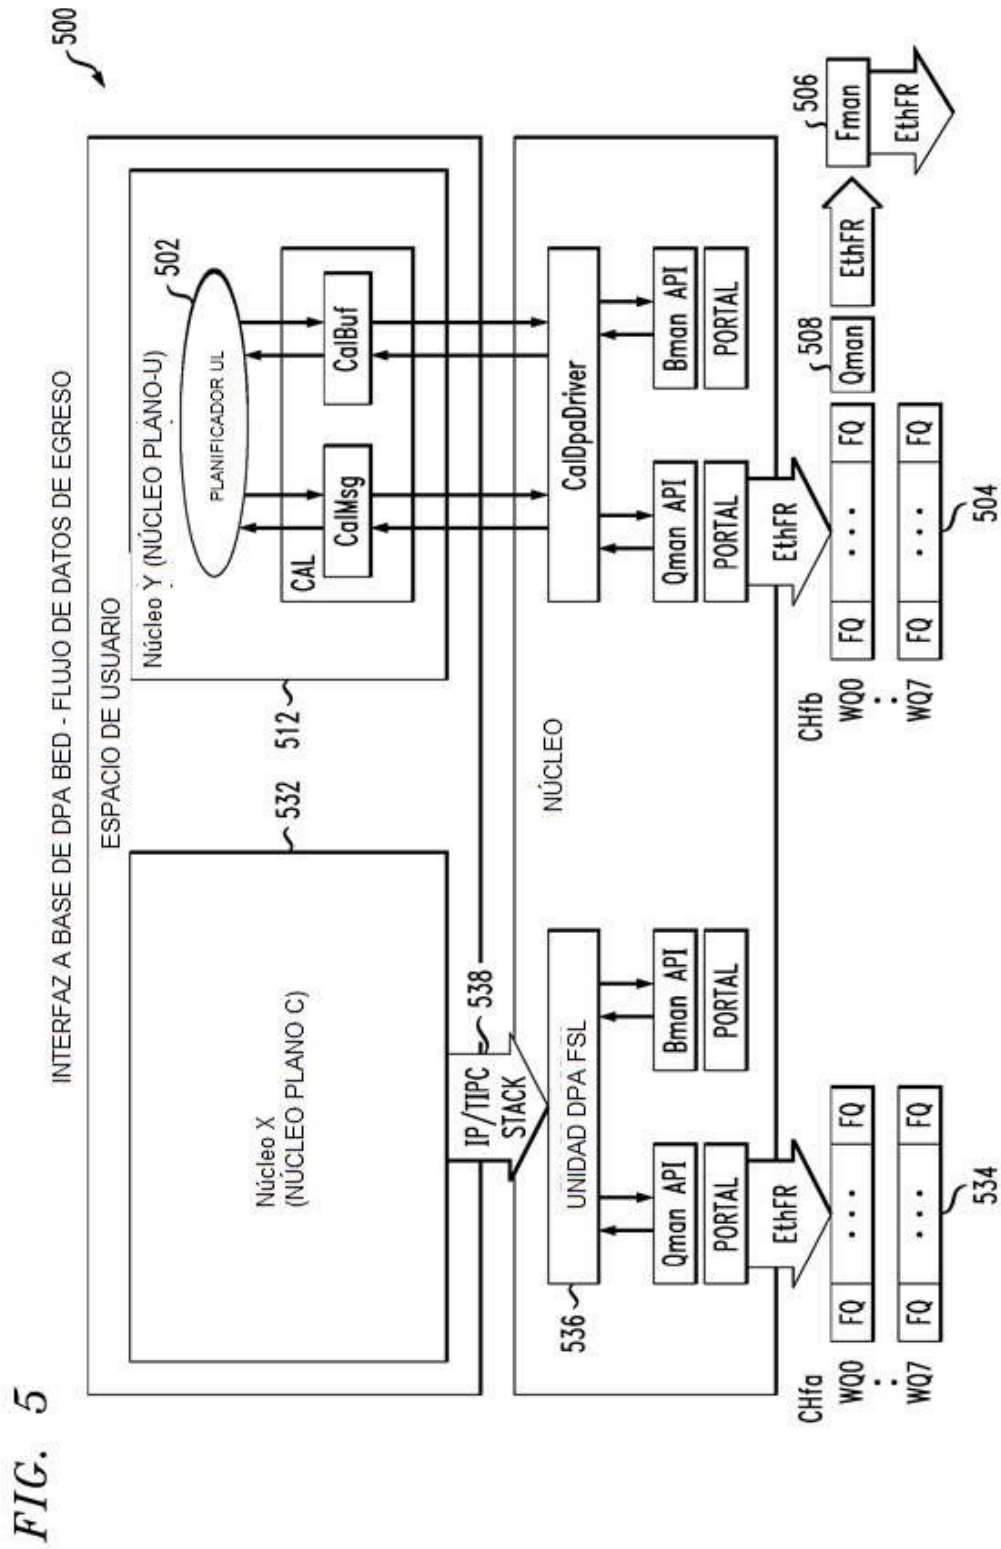 FIG. 5
INTERFAZ A BASE DE DPA BED - FLUJO DE DATOS DE EGRESO
500
ESPACIO DE USUARIO
Núcleo X
(NÚCLEO PLANO C)
532
Núcleo Y (NÚCLEO PLANO-U)
512
PLANIFICADOR UL
502
CAL
CalMsg
CalBuf
IP/TIPC
STACK
538
NÚCLEO
UNIDAD DPA FSL
536
Qman API
PORTAL
Bman API
PORTAL
CalDpaDriver
Qman API
PORTAL
Bman API
PORTAL
EthFR
EthFR
CHfa
WQ0
FQ
...
FQ
:
WQ7
FQ
...
FQ
534
CHfb
WQ0
FQ
...
FQ
:
WQ7
FQ
...
FQ
504
Qman
508
EthFR
Fman
506
EthFR